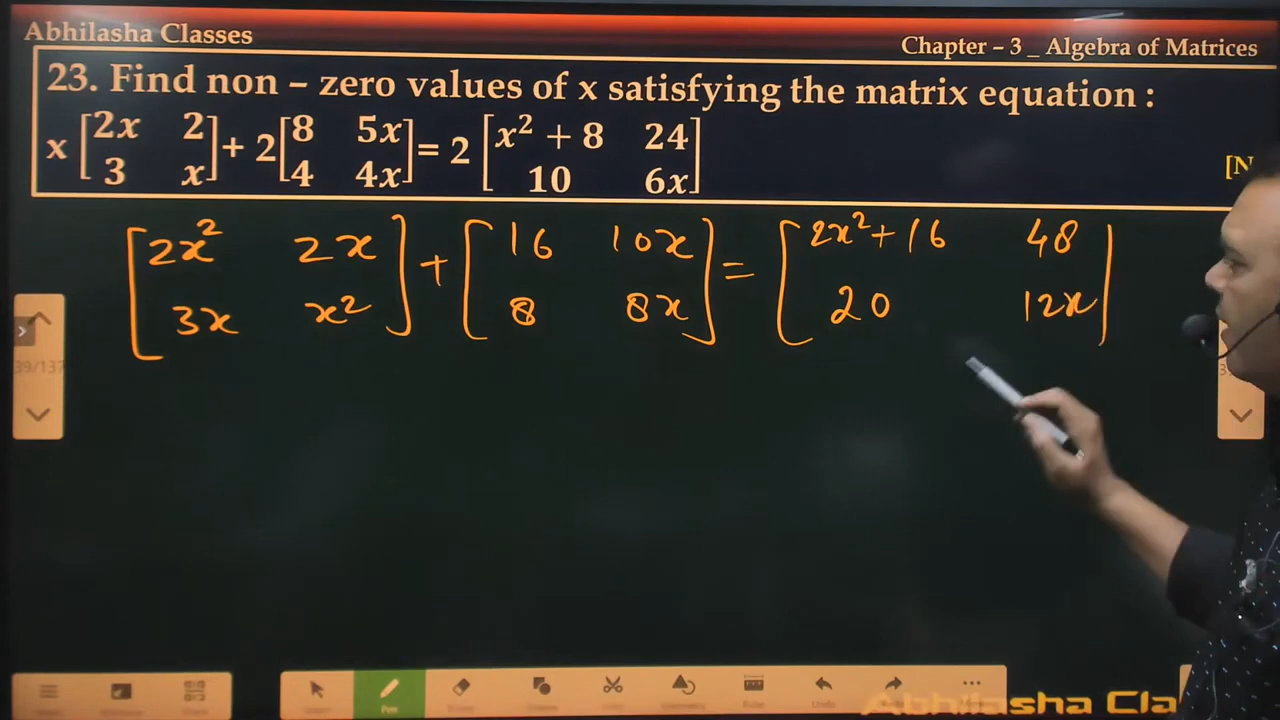 Abhilasha Classes
Chapter – 3 _ Algebra of Matrices
23. Find non – zero values of x satisfying the matrix equation :
x [2x 2 3 x] + 2 [8 5x 4 4x] = 2 [x² + 8 24 10 6x]
[N
[2x² 2x 3x x²] + [16 10x 8 8x] = [2x² + 16 48 20 12x]
39/137
Abhilasha Cla